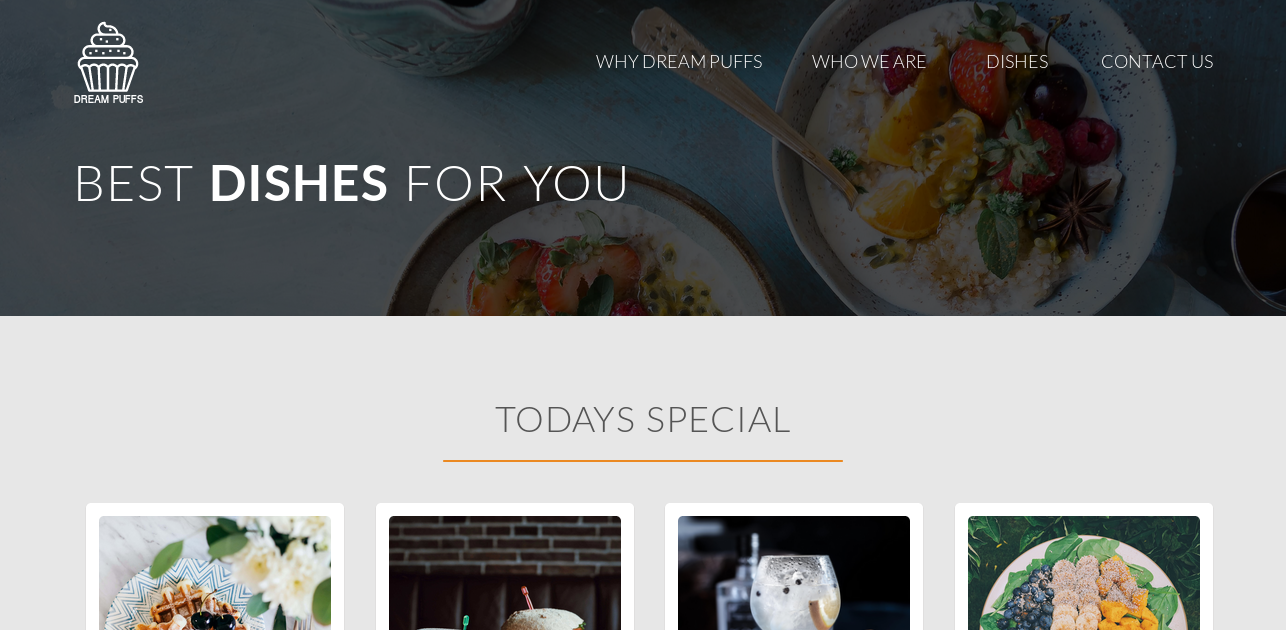 DREAM PUFFS
WHY DREAM PUFFS WHO WE ARE DISHES CONTACT US
BEST DISHES FOR YOU
TODAYS SPECIAL